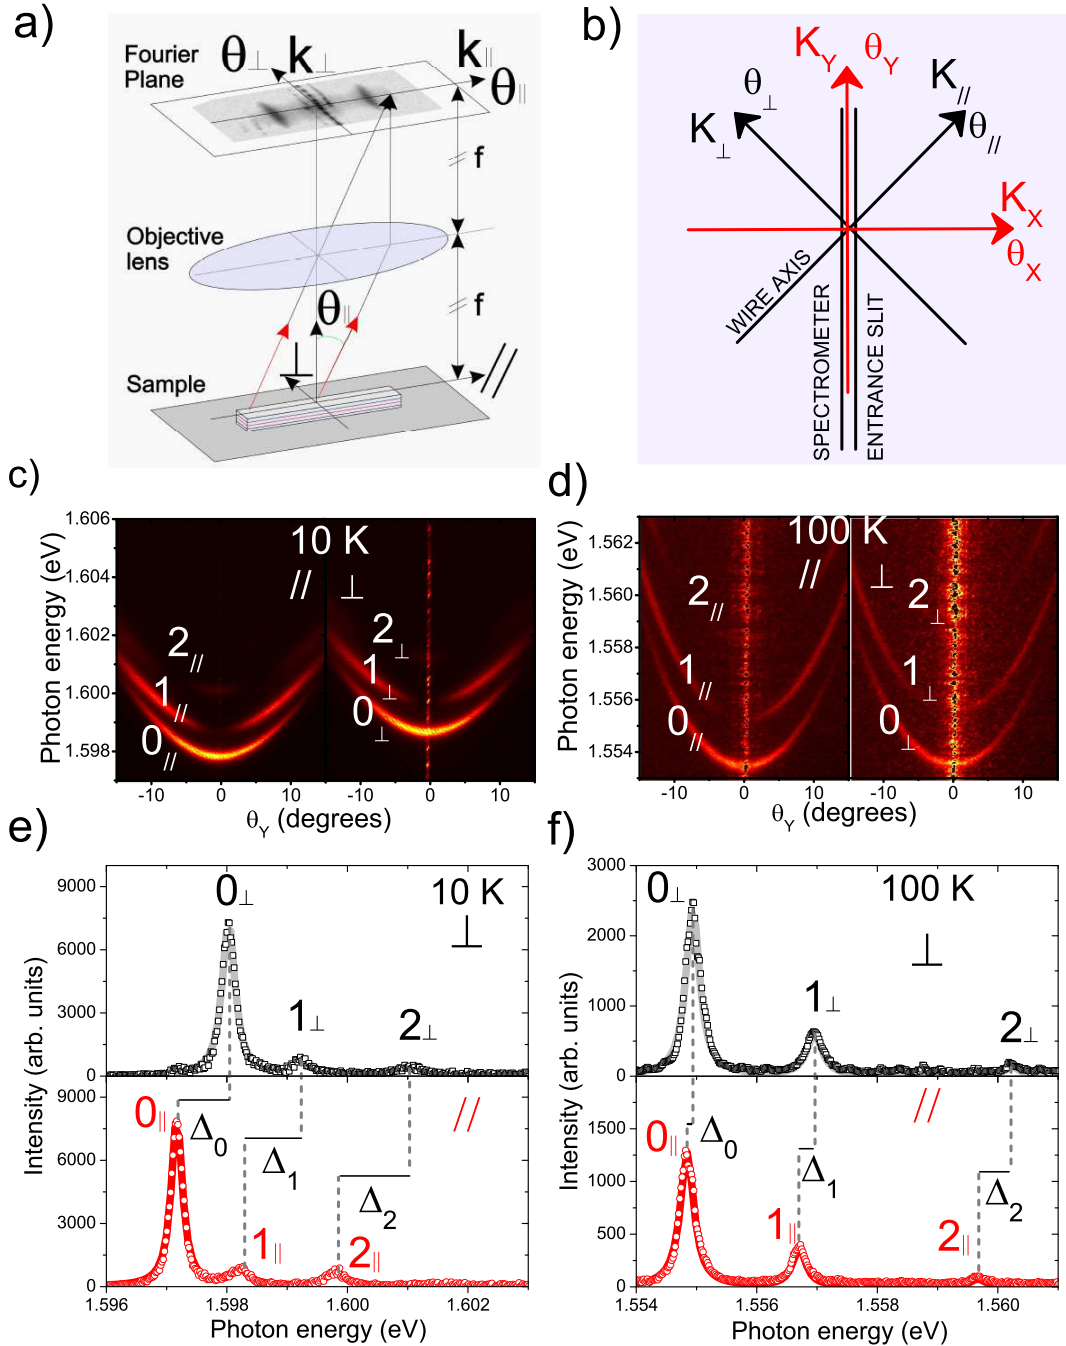 a)
Fourier
Plane
θ⊥ k⊥
k∥
θ∥
f
Objective
lens
f
θ∥
⊥
//
Sample
b)
K_Y θ_Y
θ⊥
K⊥
K//
θ//
K_X
θ_X
WIRE AXIS
SPECTROMETER
ENTRANCE SLIT
c)
Photon energy (eV)
1.606
1.604
1.602
1.600
1.598
10 K
// ⊥
2// 2⊥
1// 1⊥
0// 0⊥
-10 0 10 -10 0 10
θ_Y (degrees)
d)
Photon energy (eV)
1.562
1.560
1.558
1.556
1.554
100 K
// ⊥
2// 2⊥
1// 1⊥
0// 0⊥
-10 0 10 -10 0 10
θ_Y (degrees)
e)
Intensity (arb. units)
9000
6000
3000
0
0⊥ 10 K
⊥
1⊥ 2⊥
9000
6000
3000
0
0∥ Δ0 //
Δ1
Δ2
1∥ 2∥
1.596 1.598 1.600 1.602
Photon energy (eV)
f)
Intensity (arb. units)
3000
2000
1000
0
0⊥ 100 K
⊥
1⊥ 2⊥
1500
1000
500
0
//
0∥ Δ0
Δ1
Δ2
1∥ 2∥
1.554 1.556 1.558 1.560
Photon energy (eV)